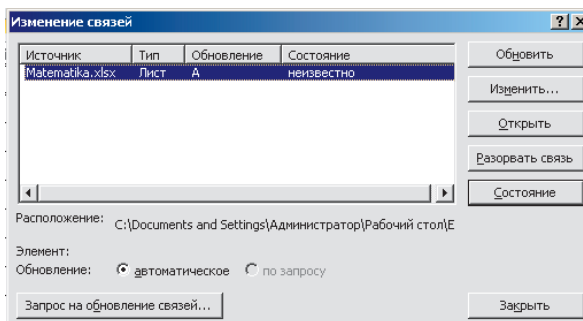 Изменение связей
Источник Тип Обновление Состояние
Matematika.xlsx Лист А неизвестно
Обновить
Изменить...
Открыть
Разорвать связь
Состояние
Расположение: C:\Documents and Settings\Администратор\Рабочий стол\E
Элемент:
Обновление: автоматическое по запросу
Запрос на обновление связей... Закрыть